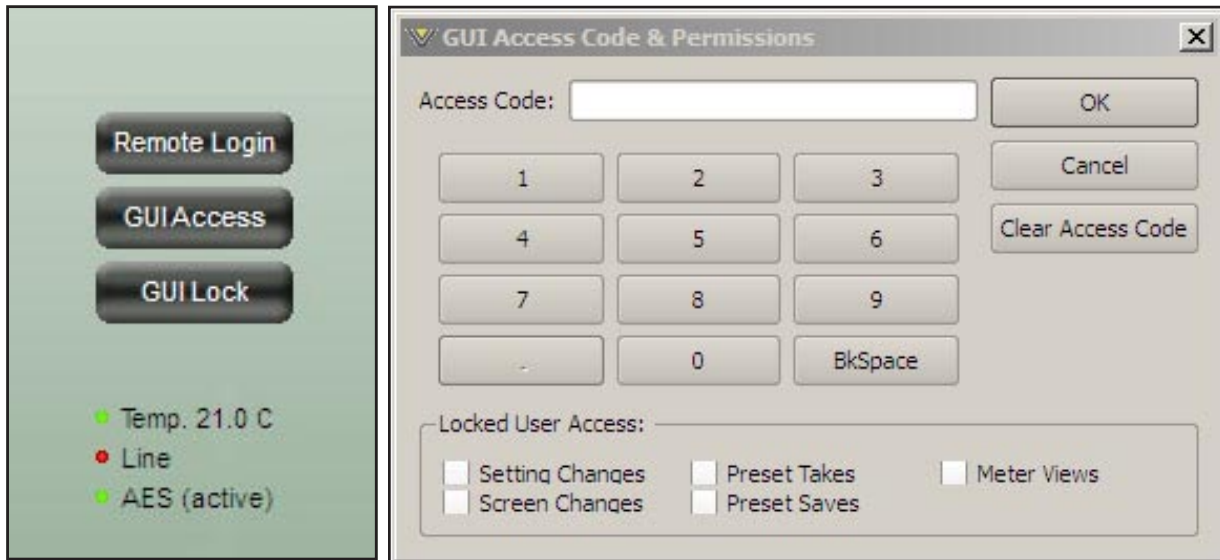 Remote Login
GUI Access
GUI Lock
Temp. 21.0 C
Line
AES (active)
GUI Access Code & Permissions
Access Code:
OK
Cancel
Clear Access Code
1 2 3
4 5 6
7 8 9
. 0 BkSpace
Locked User Access:
Setting Changes Preset Takes Meter Views
Screen Changes Preset Saves